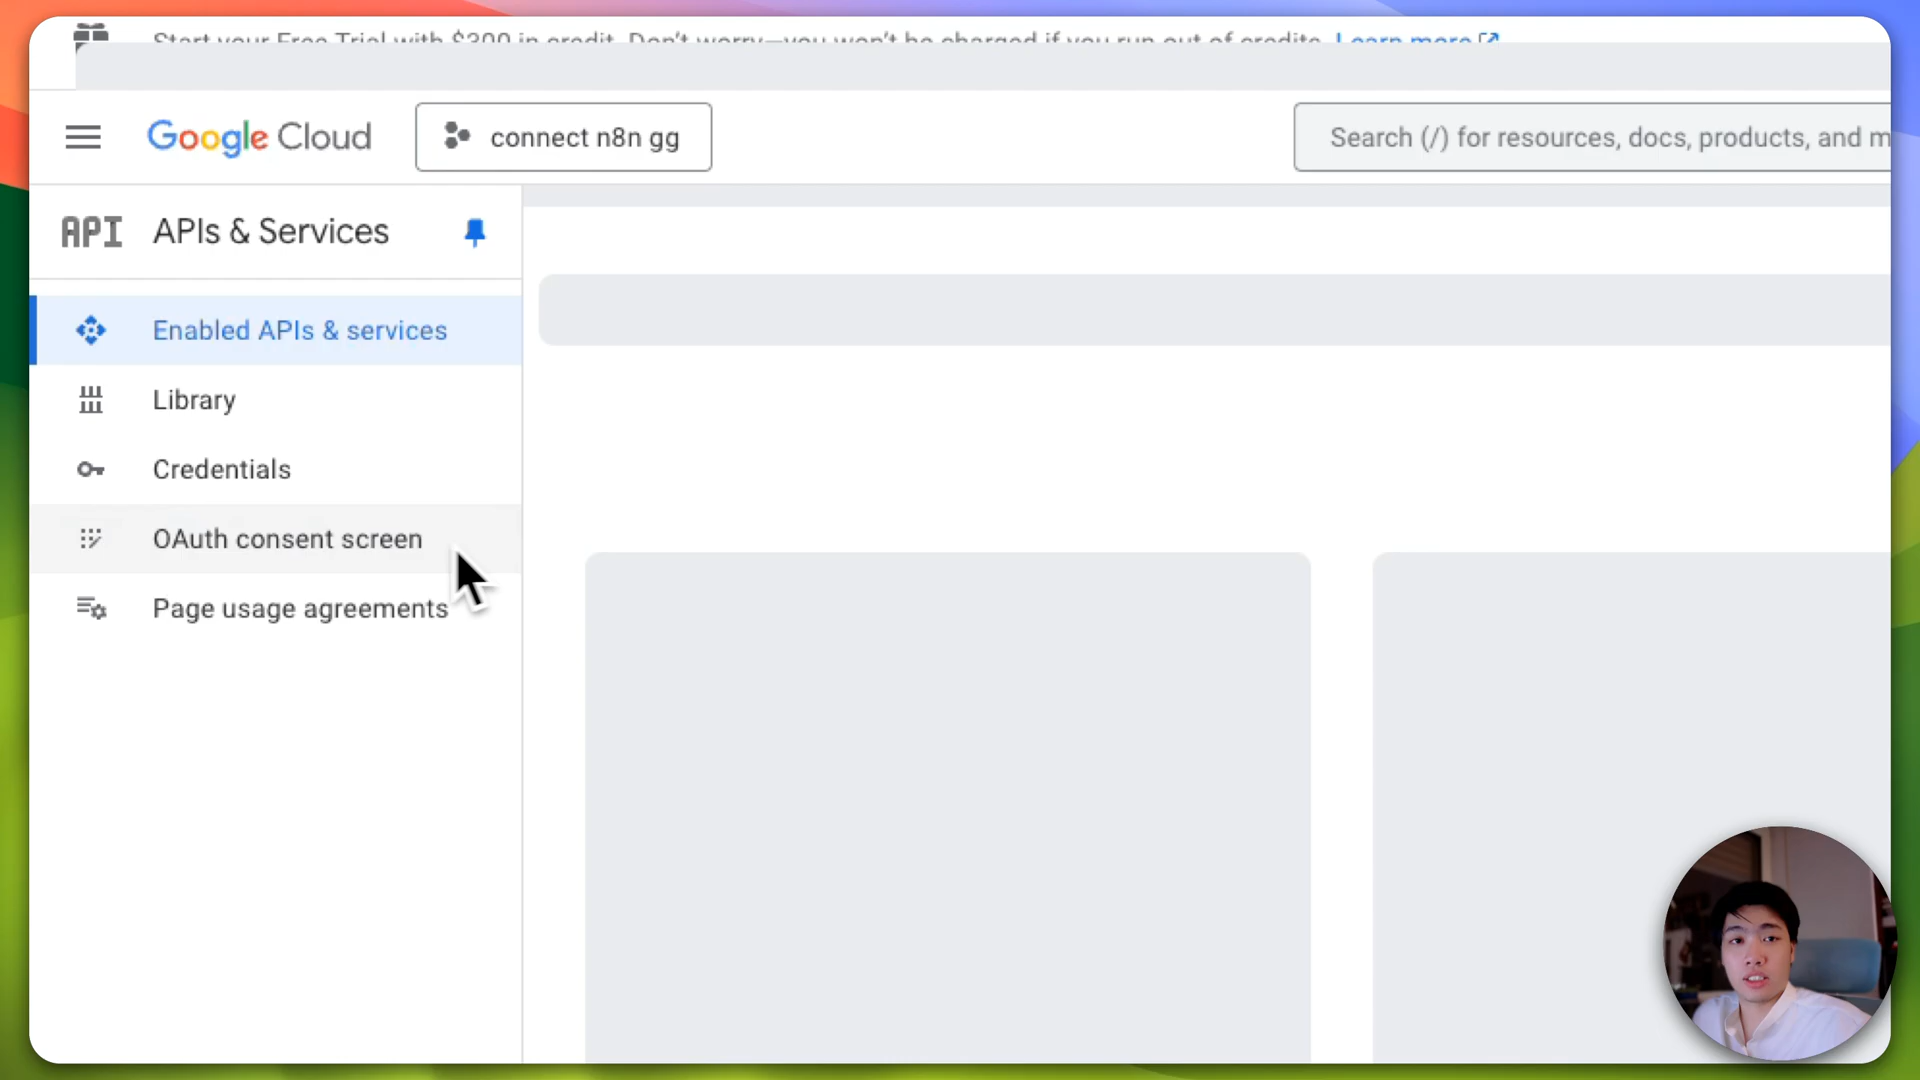 Start your Free Trial with $300 in credit. Don't worry—you won't be charged if you run out of credits. Learn more
Google Cloud
connect n8n gg
Search (/) for resources, docs, products, and m
API
APIs & Services
Enabled APIs & services
Library
Credentials
OAuth consent screen
Page usage agreements